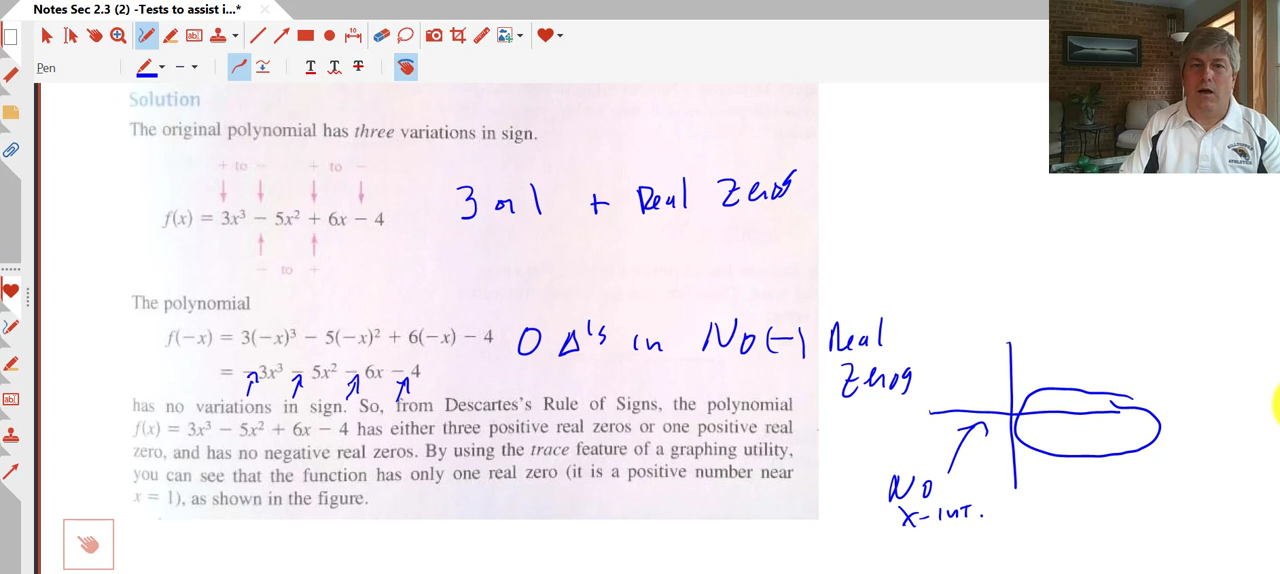 Notes Sec 2.3 (2) -Tests to assist i...*
Pen
Solution
The original polynomial has three variations in sign.
+ to − + to −
f(x) = 3x³ − 5x² + 6x − 4
3 or 1 + Real Zeros
− to +
The polynomial
f(−x) = 3(−x)³ − 5(−x)² + 6(−x) − 4
0 Δ's in No (−) Real
Zeros
= −3x³ − 5x² − 6x − 4
has no variations in sign. So, from Descartes's Rule of Signs, the polynomial
f(x) = 3x³ − 5x² + 6x − 4 has either three positive real zeros or one positive real
zero, and has no negative real zeros. By using the trace feature of a graphing utility,
you can see that the function has only one real zero (it is a positive number near
x = 1), as shown in the figure.
No
x-int.